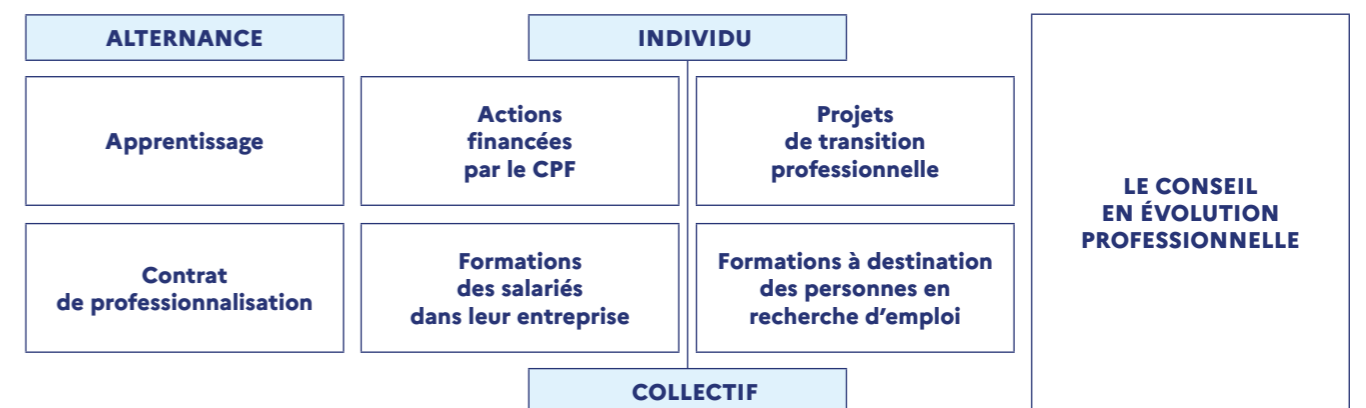 ALTERNANCE
INDIVIDU
Apprentissage
Actions
financées
par le CPF
Projets
de transition
professionnelle
Contrat
de professionnalisation
Formations
des salariés
dans leur entreprise
Formations à destination
des personnes en
recherche d’emploi
COLLECTIF
LE CONSEIL
EN ÉVOLUTION
PROFESSIONNELLE